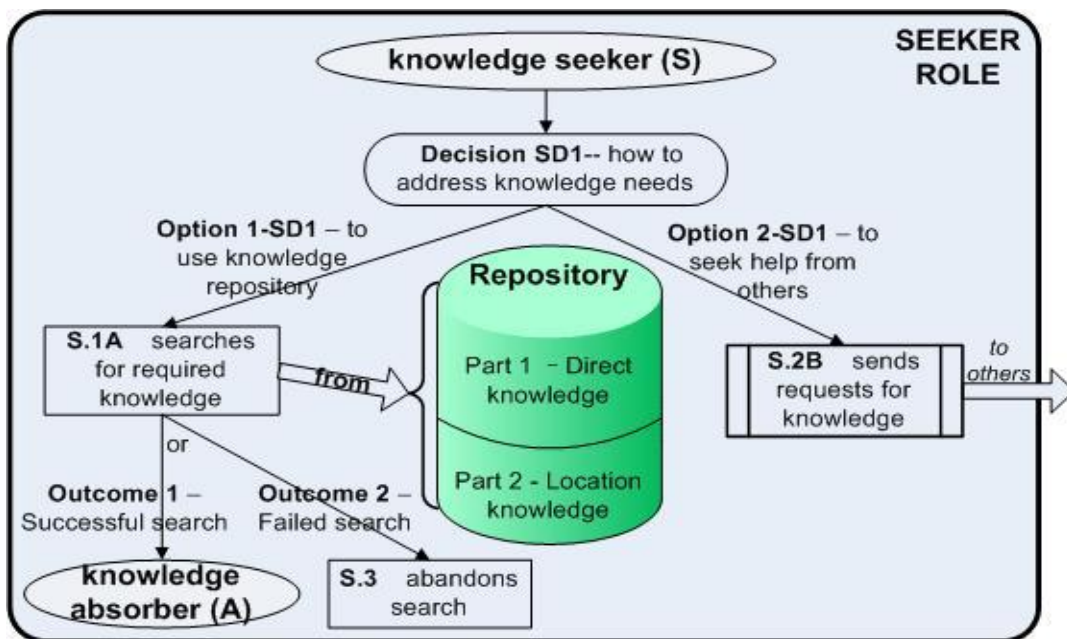 SEEKER
ROLE
knowledge seeker (S)
Decision SD1-- how to
address knowledge needs
Option 1-SD1 – to
use knowledge
repository
Option 2-SD1 – to
seek help from
others
Repository
Part 1 – Direct
knowledge
Part 2 - Location
knowledge
S.1A searches
for required
knowledge
from
S.2B sends
requests for
knowledge
to
others
or
Outcome 1 –
Successful search
Outcome 2 –
Failed search
knowledge
absorber (A)
S.3 abandons
search